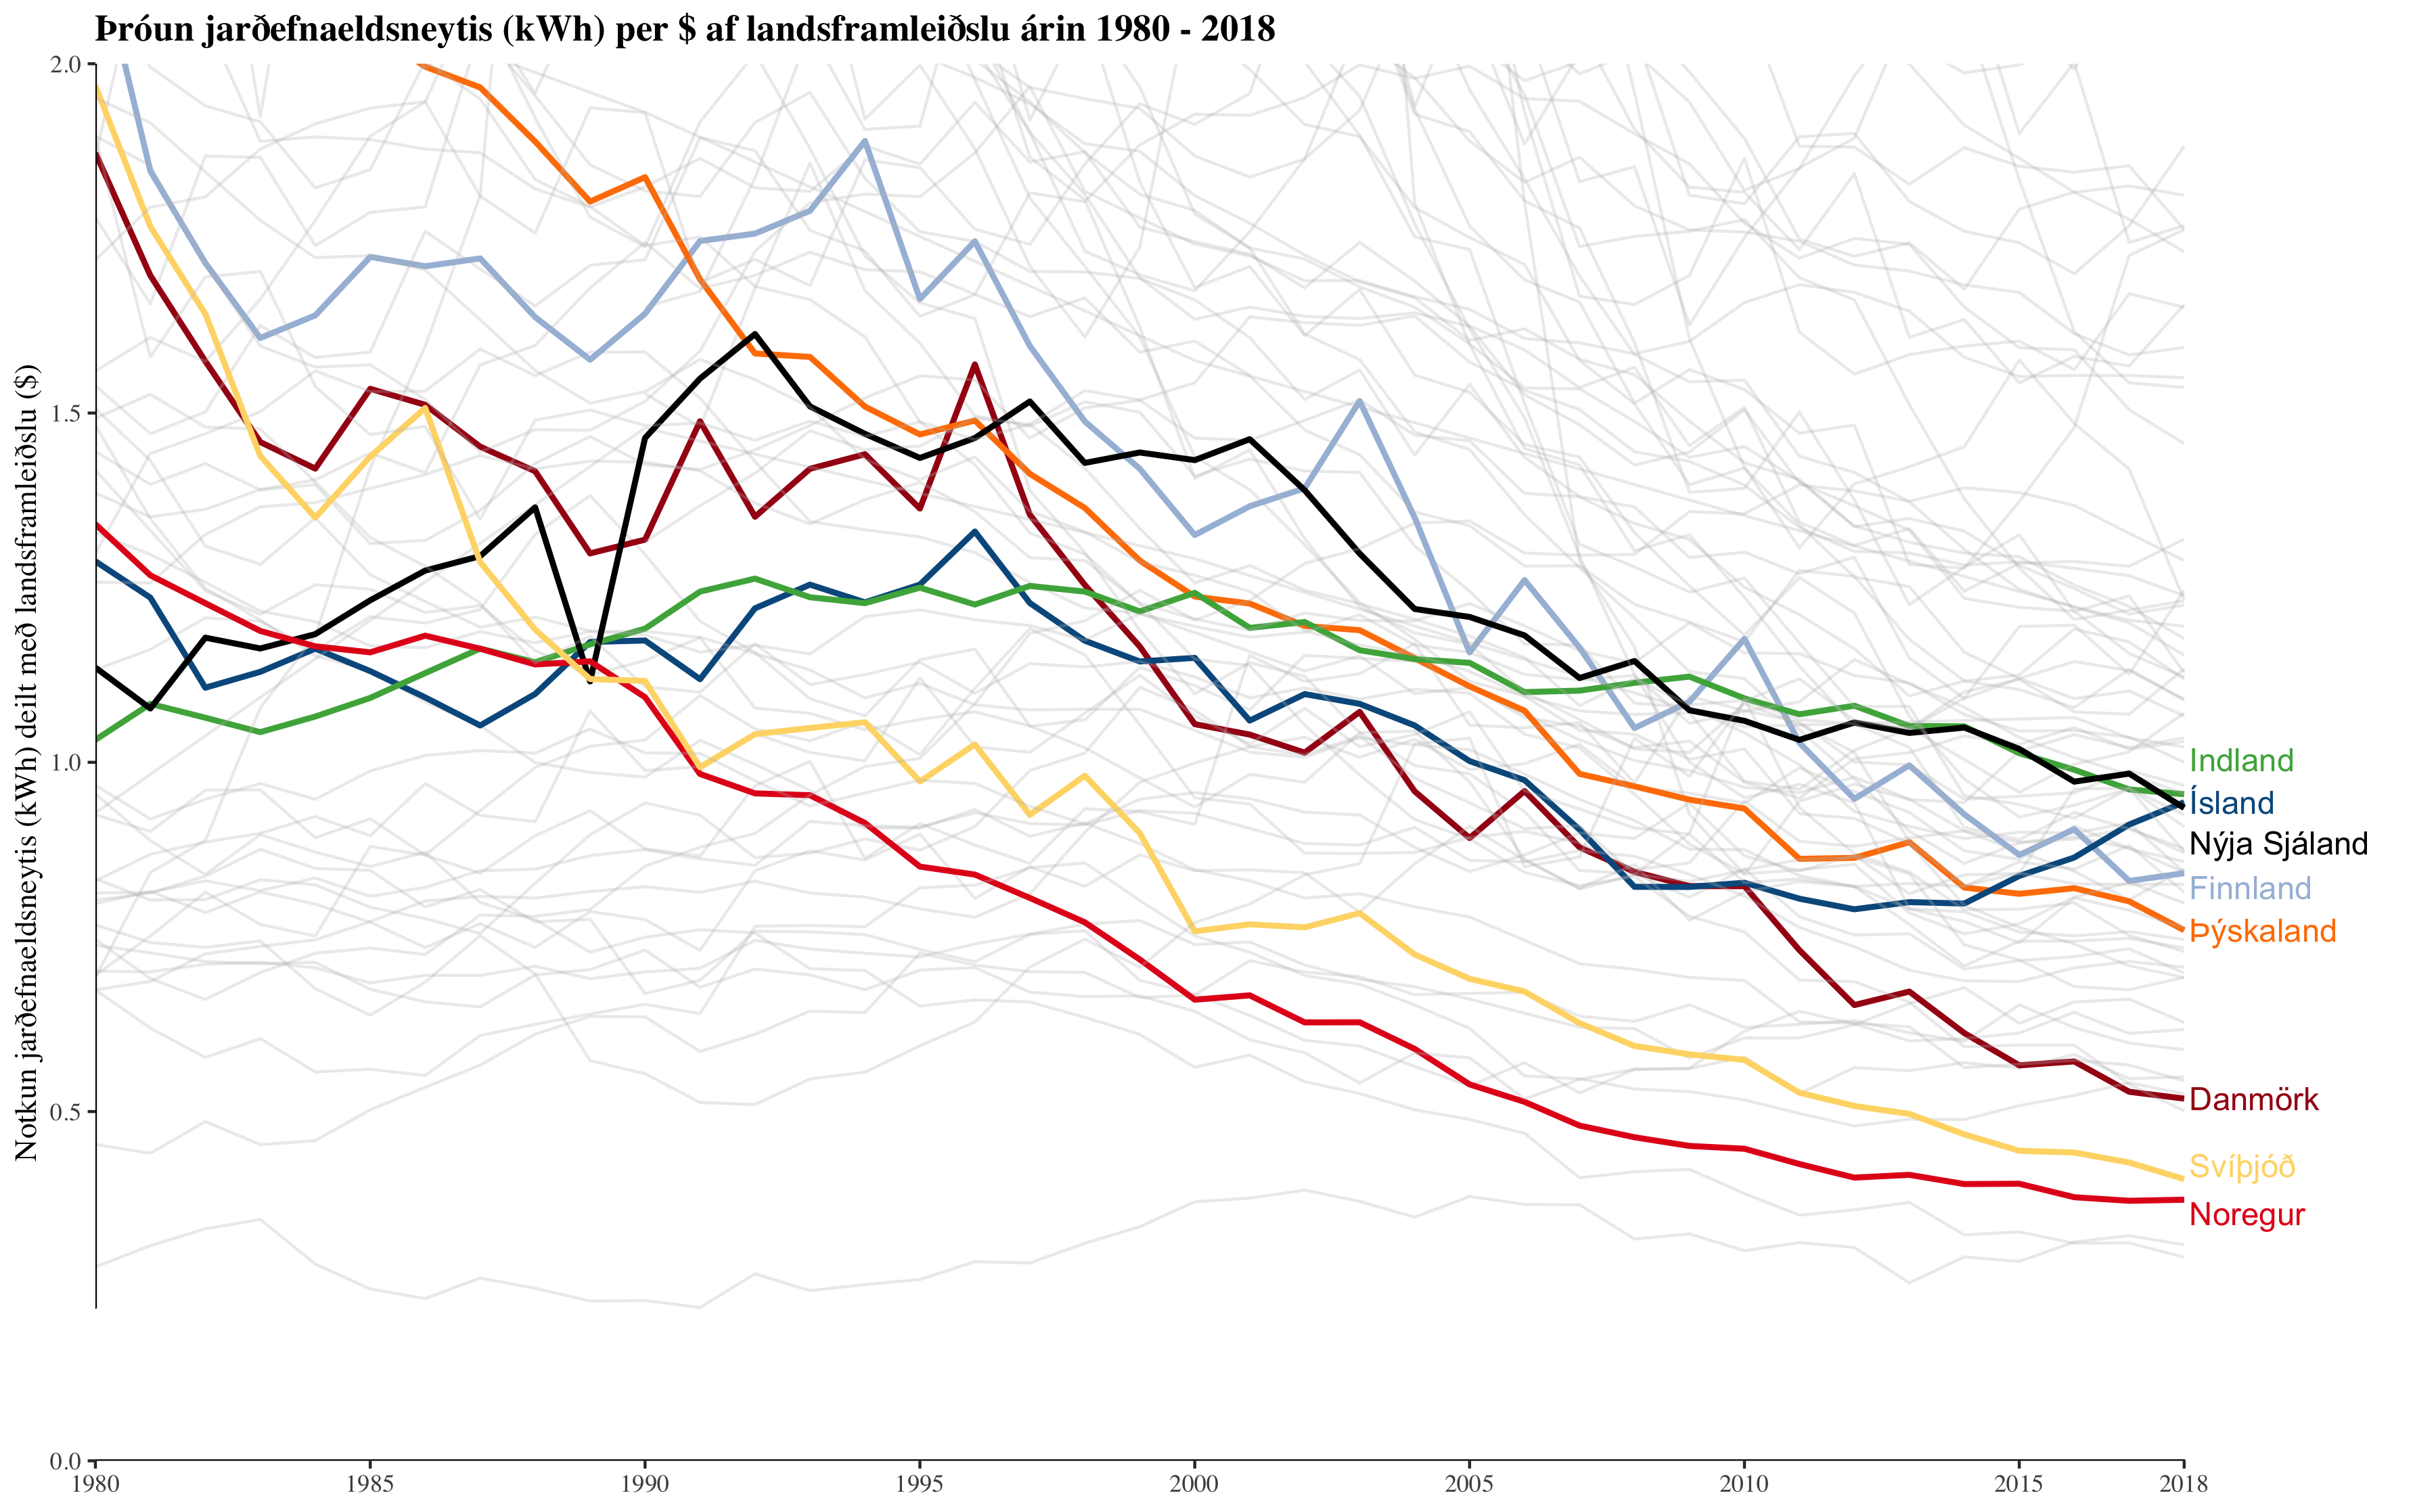 Þróun jarðefnaeldsneytis (kWh) per $ af landsframleiðslu árin 1980 - 2018
Notkun jarðefnaeldsneytis (kWh) deilt með landsframleiðslu ($)
2.0
1.5
1.0
0.5
0.0
Indland
Ísland
Nýja Sjáland
Finnland
Þýskaland
Danmörk
Svíþjóð
Noregur
1980 1985 1990 1995 2000 2005 2010 2015 2018